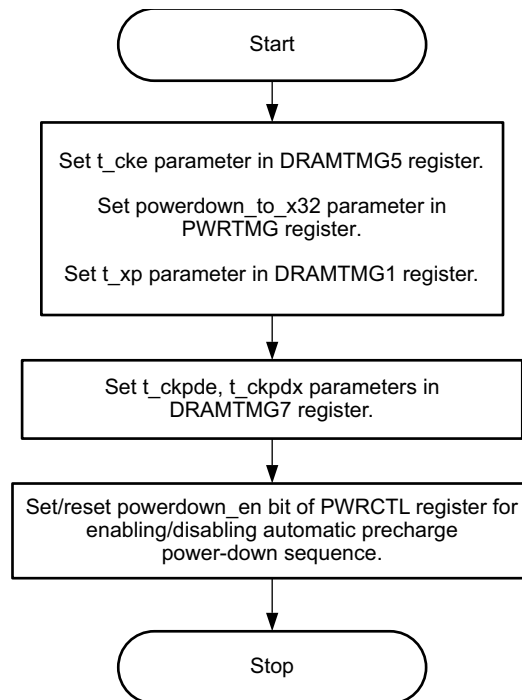 Start
Set t_cke parameter in DRAMTMG5 register.
Set powerdown_to_x32 parameter in
PWRTMG register.
Set t_xp parameter in DRAMTMG1 register.
Set t_ckpde, t_ckpdx parameters in
DRAMTMG7 register.
Set/reset powerdown_en bit of PWRCTL register for
enabling/disabling automatic precharge
power-down sequence.
Stop